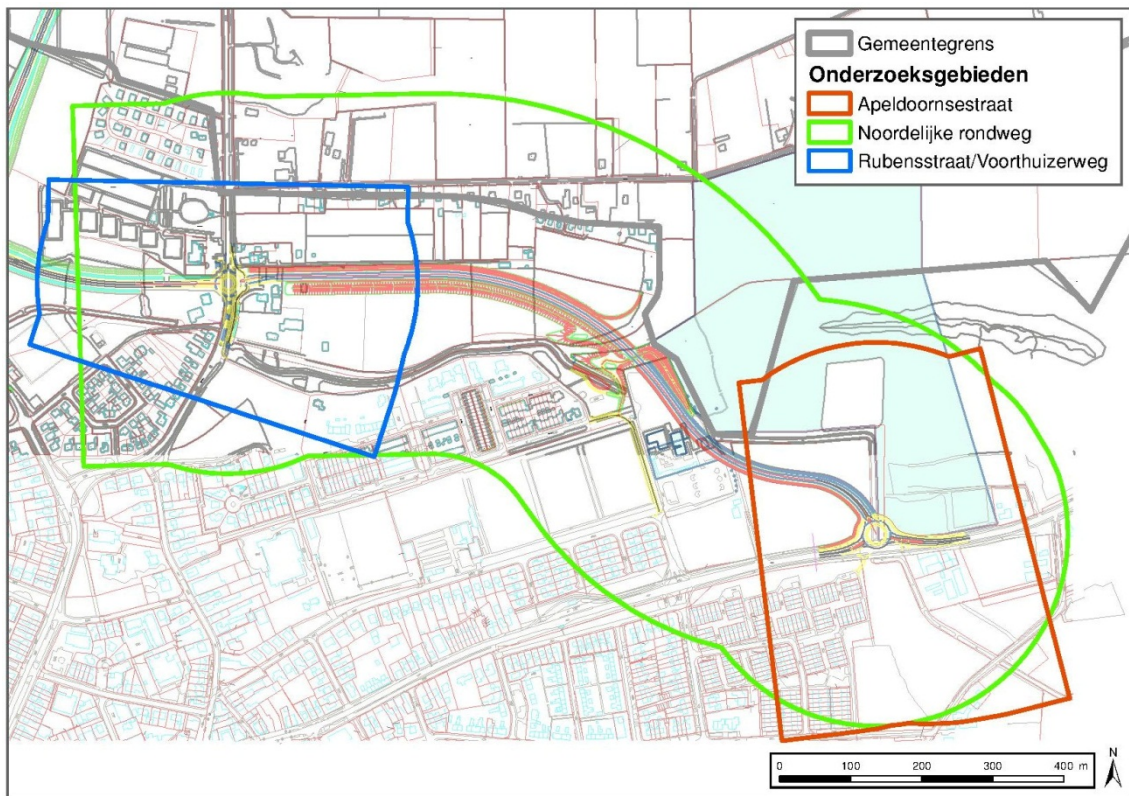 Gemeentegrens
Onderzoeksgebieden
Apeldoornsestraat
Noordelijke rondweg
Rubensstraat/Voorthuizerweg
N
0 100 200 300 400 m